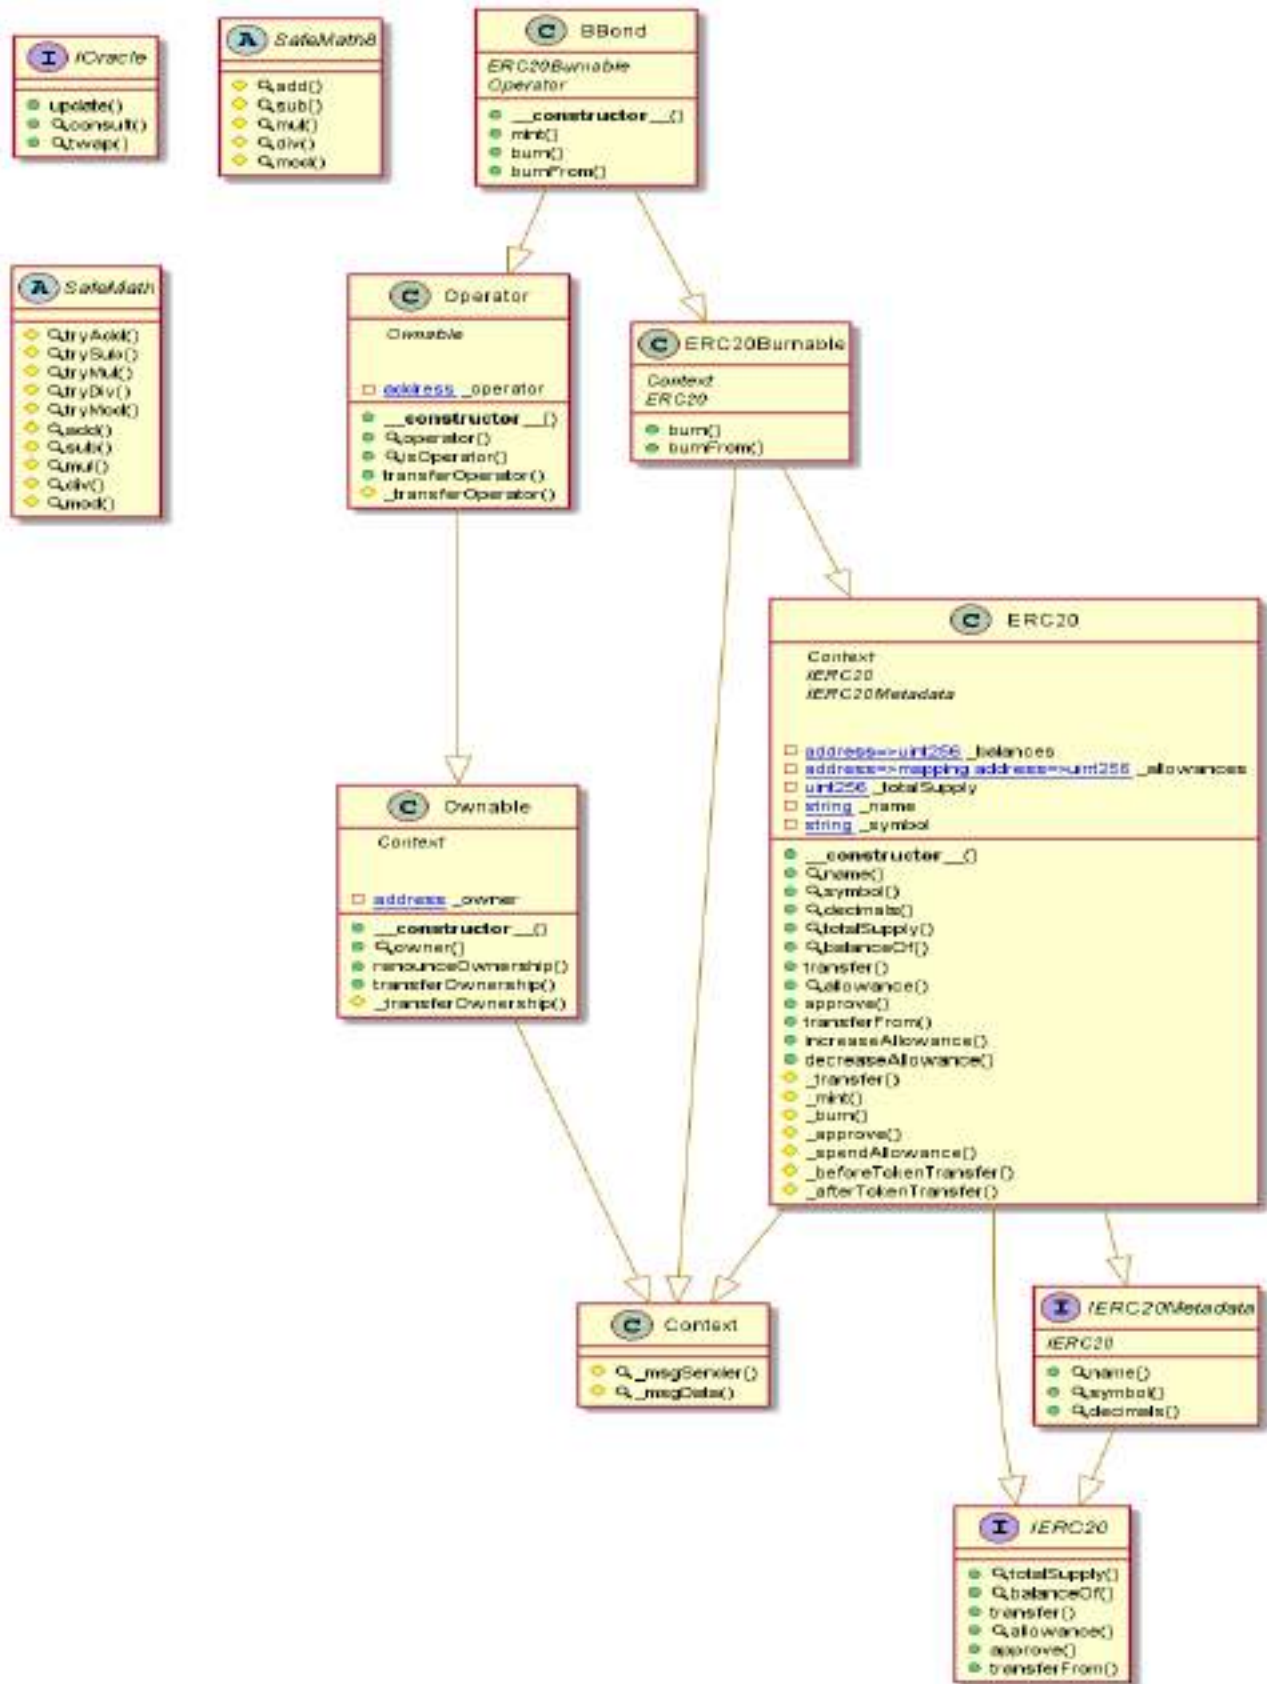 I IOracle
update()
consult()
twap()
A SafeMath8
add()
sub()
mul()
div()
mod()
C BBond
ERC20Burnable
Operator
__constructor__()
mint()
burn()
burnFrom()
A SafeMath
tryAdd()
trySub()
tryMul()
tryDiv()
tryMod()
add()
sub()
mul()
div()
mod()
C Operator
Ownable
address _operator
__constructor__()
operator()
isOperator()
transferOperator()
_transferOperator()
C ERC20Burnable
Context
ERC20
burn()
burnFrom()
C ERC20
Context
IERC20
IERC20Metadata
address=>uint256 _balances
address=>mapping address=>uint256 _allowances
uint256 _totalSupply
string _name
string _symbol
__constructor__()
name()
symbol()
decimals()
totalSupply()
balanceOf()
transfer()
allowance()
approve()
transferFrom()
increaseAllowance()
decreaseAllowance()
_transfer()
_mint()
_burn()
_approve()
_spendAllowance()
_beforeTokenTransfer()
_afterTokenTransfer()
C Ownable
Context
address _owner
__constructor__()
owner()
renounceOwnership()
transferOwnership()
_transferOwnership()
C Context
_msgSender()
_msgData()
I IERC20Metadata
IERC20
name()
symbol()
decimals()
I IERC20
totalSupply()
balanceOf()
transfer()
allowance()
approve()
transferFrom()